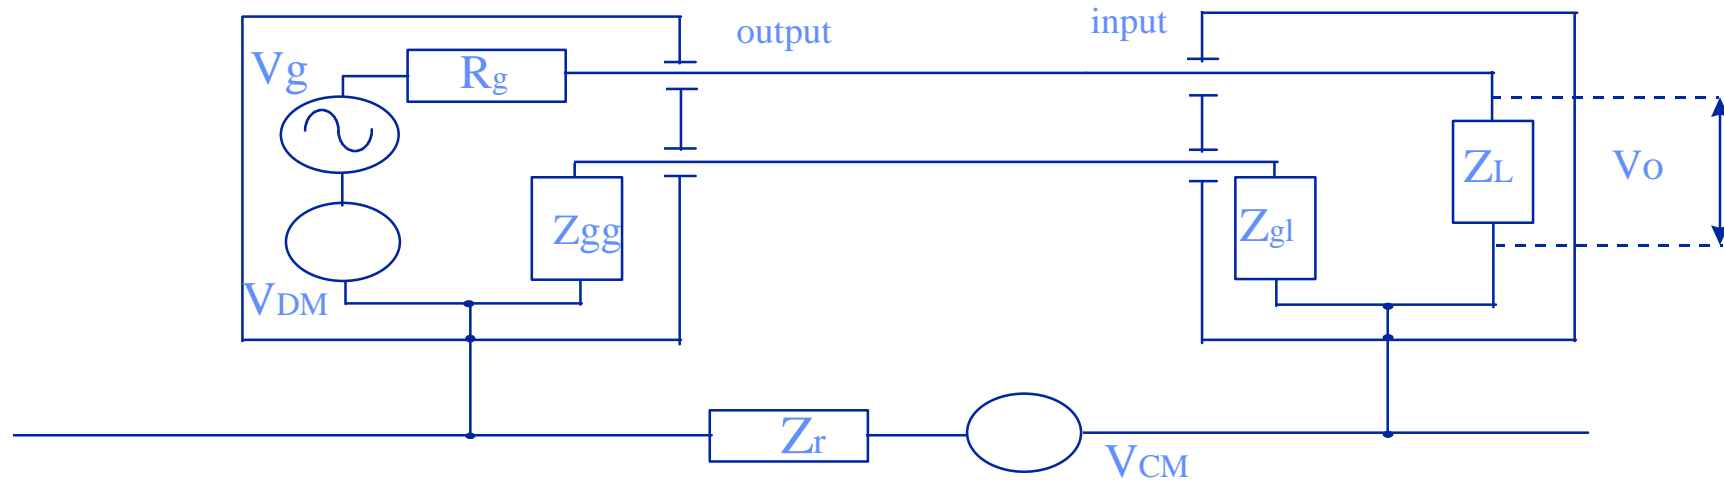 output
input
Vg
Rg
Zgg
Zgl
ZL
Vo
VDM
Zr
VCM